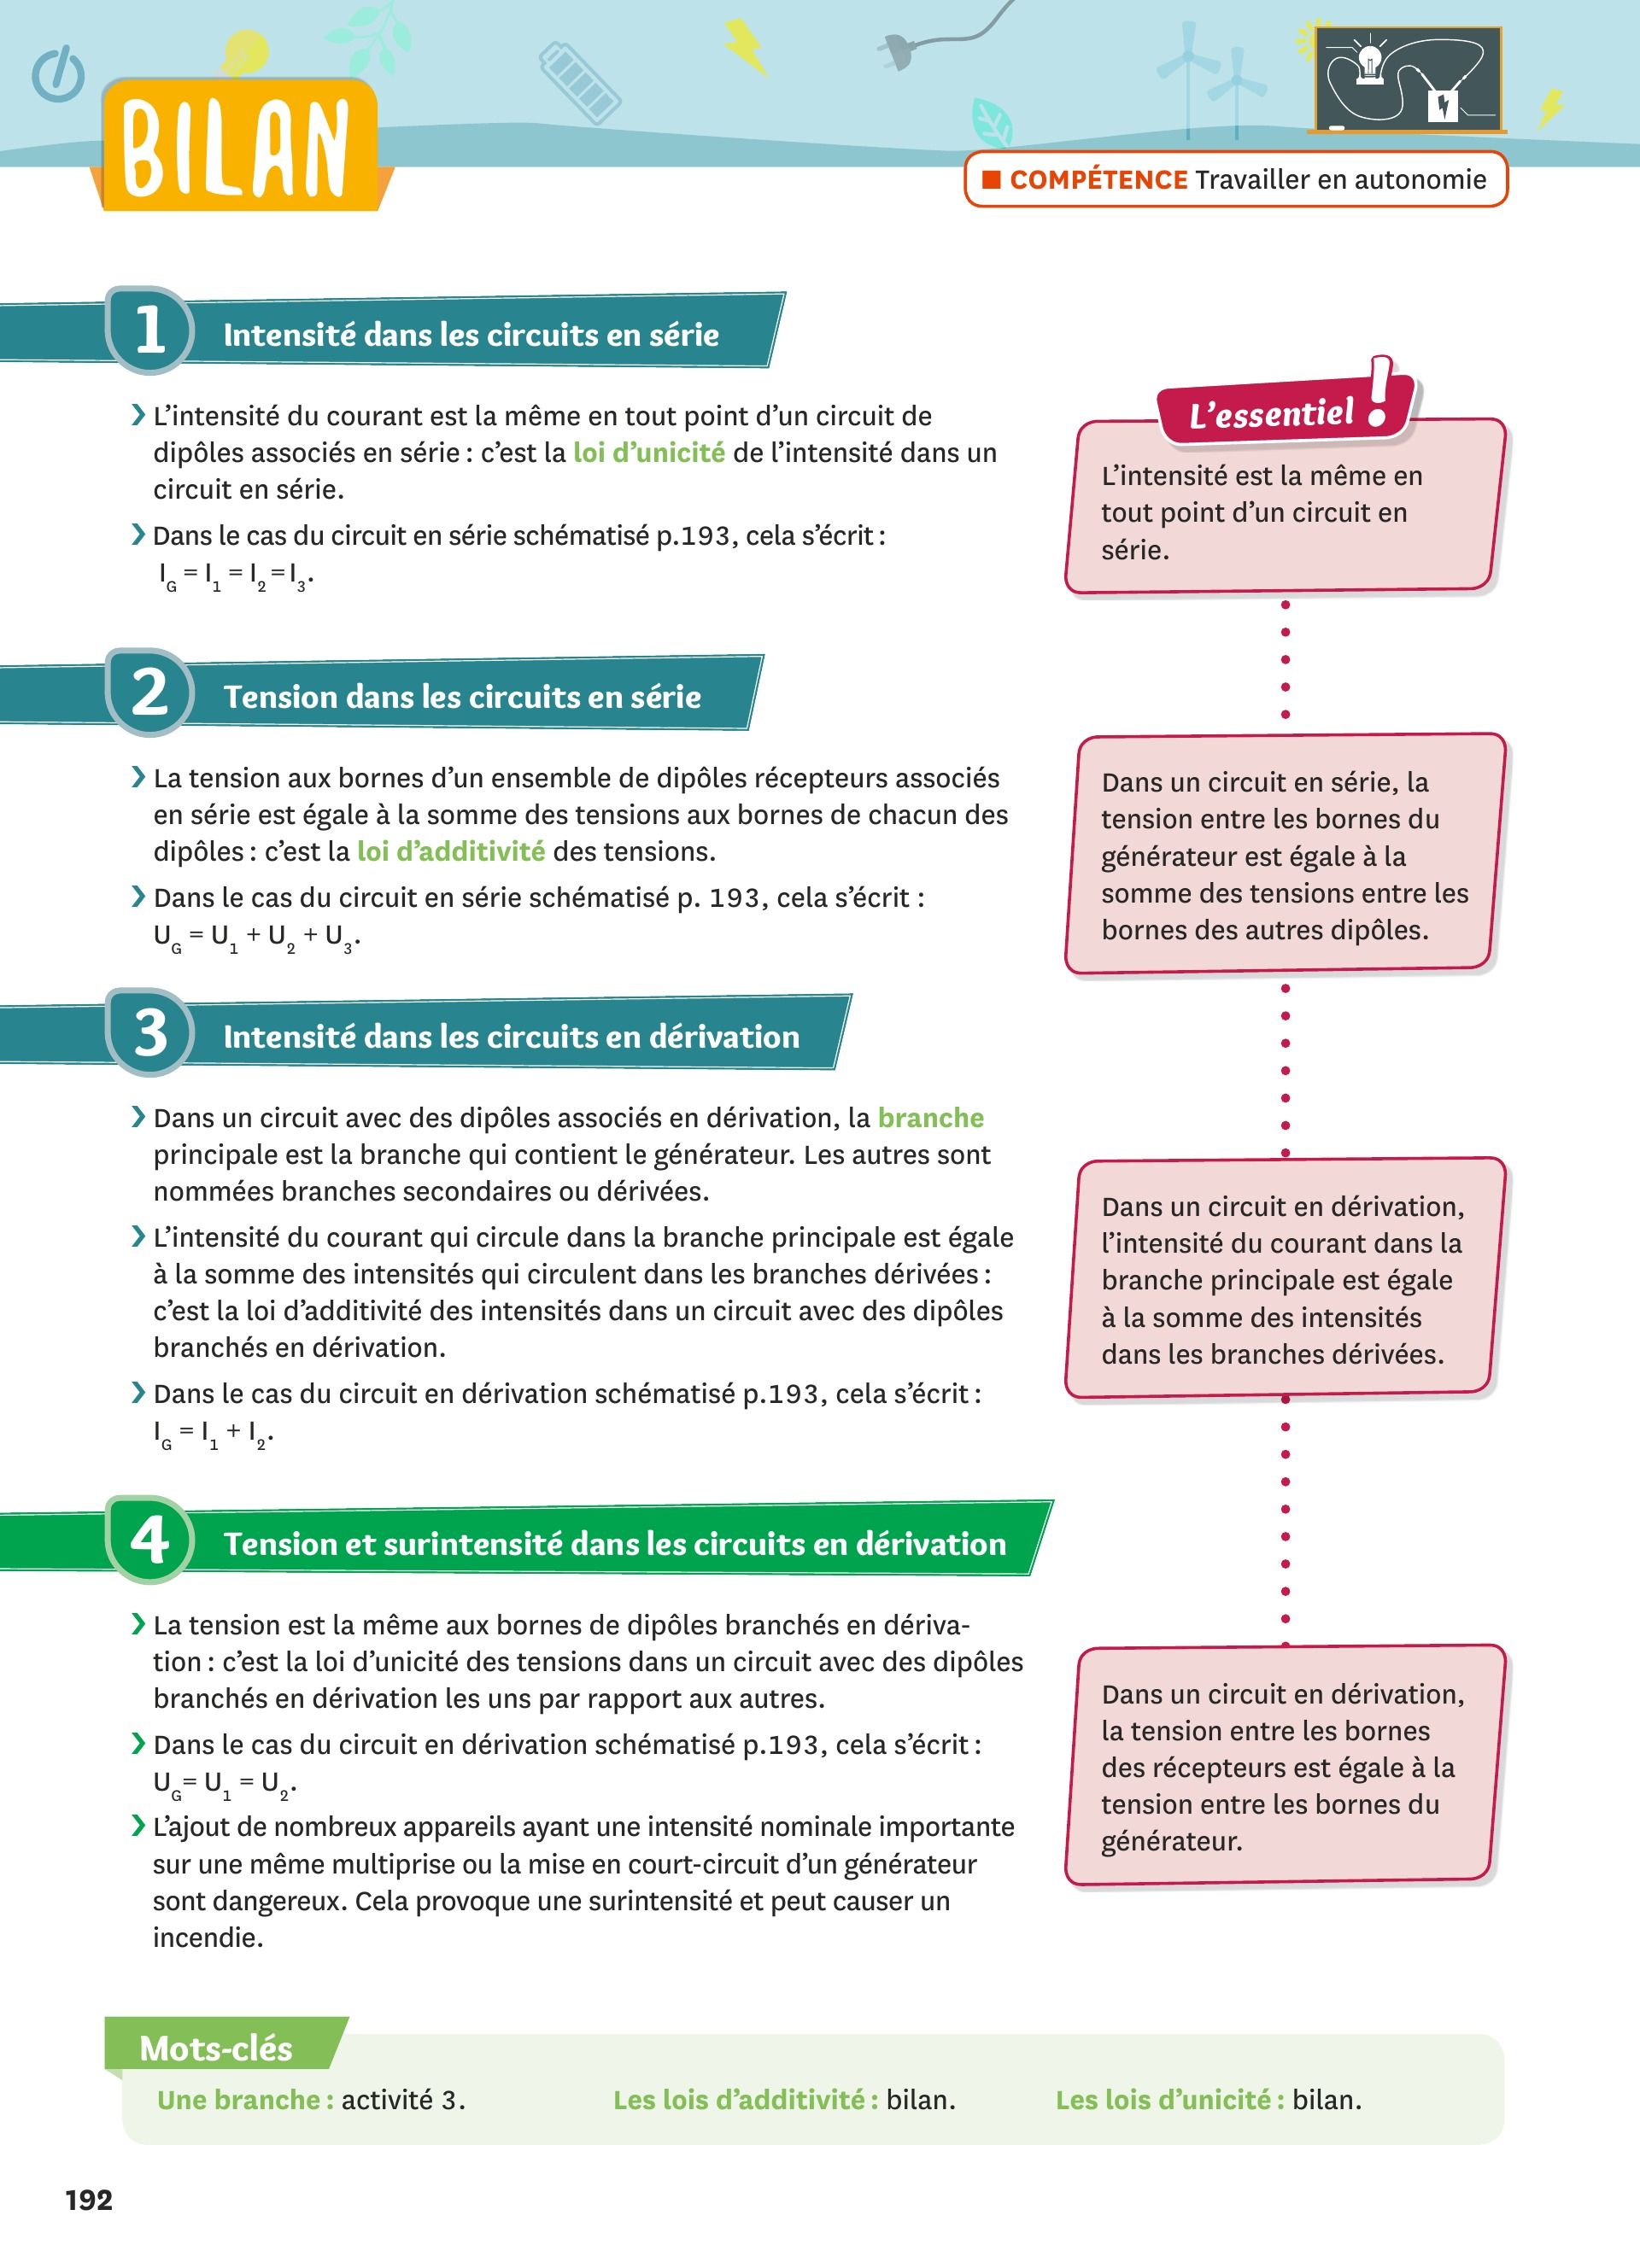 BILAN
■ COMPÉTENCE Travailler en autonomie
1 Intensité dans les circuits en série
› L’intensité du courant est la même en tout point d’un circuit de
dipôles associés en série : c’est la loi d’unicité de l’intensité dans un
circuit en série.
› Dans le cas du circuit en série schématisé p.193, cela s’écrit :
I_G = I_1 = I_2 = I_3.
L’essentiel !
L’intensité est la même en
tout point d’un circuit en
série.
2 Tension dans les circuits en série
› La tension aux bornes d’un ensemble de dipôles récepteurs associés
en série est égale à la somme des tensions aux bornes de chacun des
dipôles : c’est la loi d’additivité des tensions.
› Dans le cas du circuit en série schématisé p. 193, cela s’écrit :
U_G = U_1 + U_2 + U_3.
Dans un circuit en série, la
tension entre les bornes du
générateur est égale à la
somme des tensions entre les
bornes des autres dipôles.
3 Intensité dans les circuits en dérivation
› Dans un circuit avec des dipôles associés en dérivation, la branche
principale est la branche qui contient le générateur. Les autres sont
nommées branches secondaires ou dérivées.
› L’intensité du courant qui circule dans la branche principale est égale
à la somme des intensités qui circulent dans les branches dérivées :
c’est la loi d’additivité des intensités dans un circuit avec des dipôles
branchés en dérivation.
› Dans le cas du circuit en dérivation schématisé p.193, cela s’écrit :
I_G = I_1 + I_2.
Dans un circuit en dérivation,
l’intensité du courant dans la
branche principale est égale
à la somme des intensités
dans les branches dérivées.
4 Tension et surintensité dans les circuits en dérivation
› La tension est la même aux bornes de dipôles branchés en dériva-
tion : c’est la loi d’unicité des tensions dans un circuit avec des dipôles
branchés en dérivation les uns par rapport aux autres.
› Dans le cas du circuit en dérivation schématisé p.193, cela s’écrit :
U_G = U_1 = U_2.
› L’ajout de nombreux appareils ayant une intensité nominale importante
sur une même multiprise ou la mise en court-circuit d’un générateur
sont dangereux. Cela provoque une surintensité et peut causer un
incendie.
Dans un circuit en dérivation,
la tension entre les bornes
des récepteurs est égale à la
tension entre les bornes du
générateur.
Mots-clés
Une branche : activité 3.
Les lois d’additivité : bilan.
Les lois d’unicité : bilan.
192